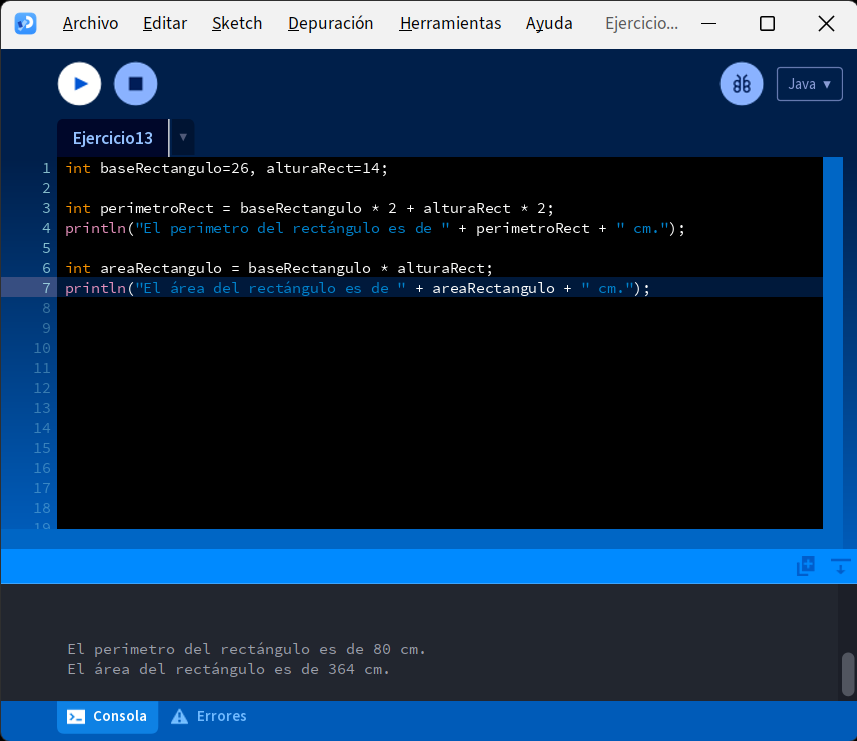 Archivo Editar Sketch Depuración Herramientas Ayuda Ejercicio...
Java ▾
Ejercicio13 ▾
1 int baseRectangulo=26, alturaRect=14;
2
3 int perimetroRect = baseRectangulo * 2 + alturaRect * 2;
4 println("El perimetro del rectángulo es de " + perimetroRect + " cm.");
5
6 int areaRectangulo = baseRectangulo * alturaRect;
7 println("El área del rectángulo es de " + areaRectangulo + " cm.");
8
9
10
11
12
13
14
15
16
17
18
19
El perimetro del rectángulo es de 80 cm.
El área del rectángulo es de 364 cm.
Consola Errores